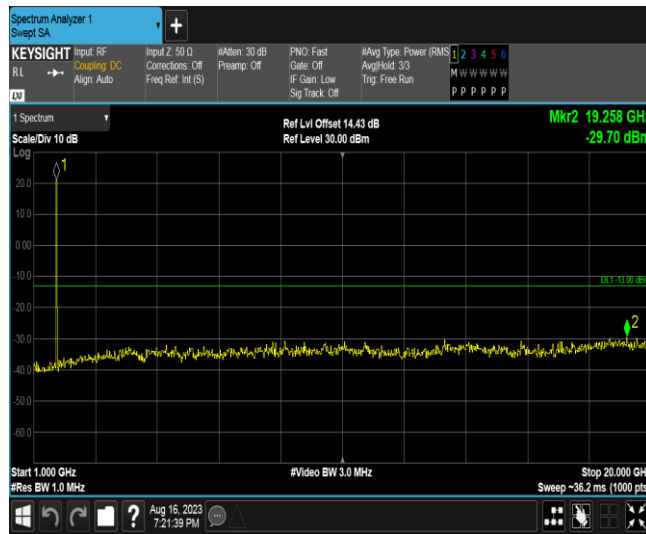 Spectrum Analyzer 1
Swept SA
+
KEYSIGHT
RL
LXI
Input: RF
Coupling: DC
Align: Auto
Input Z: 50 Ω
Corrections: Off
Freq Ref: Int (S)
#Atten: 30 dB
Preamp: Off
PNO: Fast
Gate: Off
IF Gain: Low
Sig Track: Off
#Avg Type: Power (RMS
Avg|Hold: 3/3
Trig: Free Run
1 2 3 4 5 6
M W W W W W
P P P P P P
1 Spectrum
Scale/Div 10 dB
Log
Ref Lvl Offset 14.43 dB
Ref Level 30.00 dBm
Mkr2 19.258 GHz
-29.70 dBm
1
20.0
10.0
0.00
-10.0
DL1 -13.00 dB
-20.0
2
-30.0
-40.0
-50.0
-60.0
Start 1.000 GHz
#Res BW 1.0 MHz
#Video BW 3.0 MHz
Stop 20.000 GH
Sweep ~36.2 ms (1000 pts
?
Aug 16, 2023
7:21:39 PM